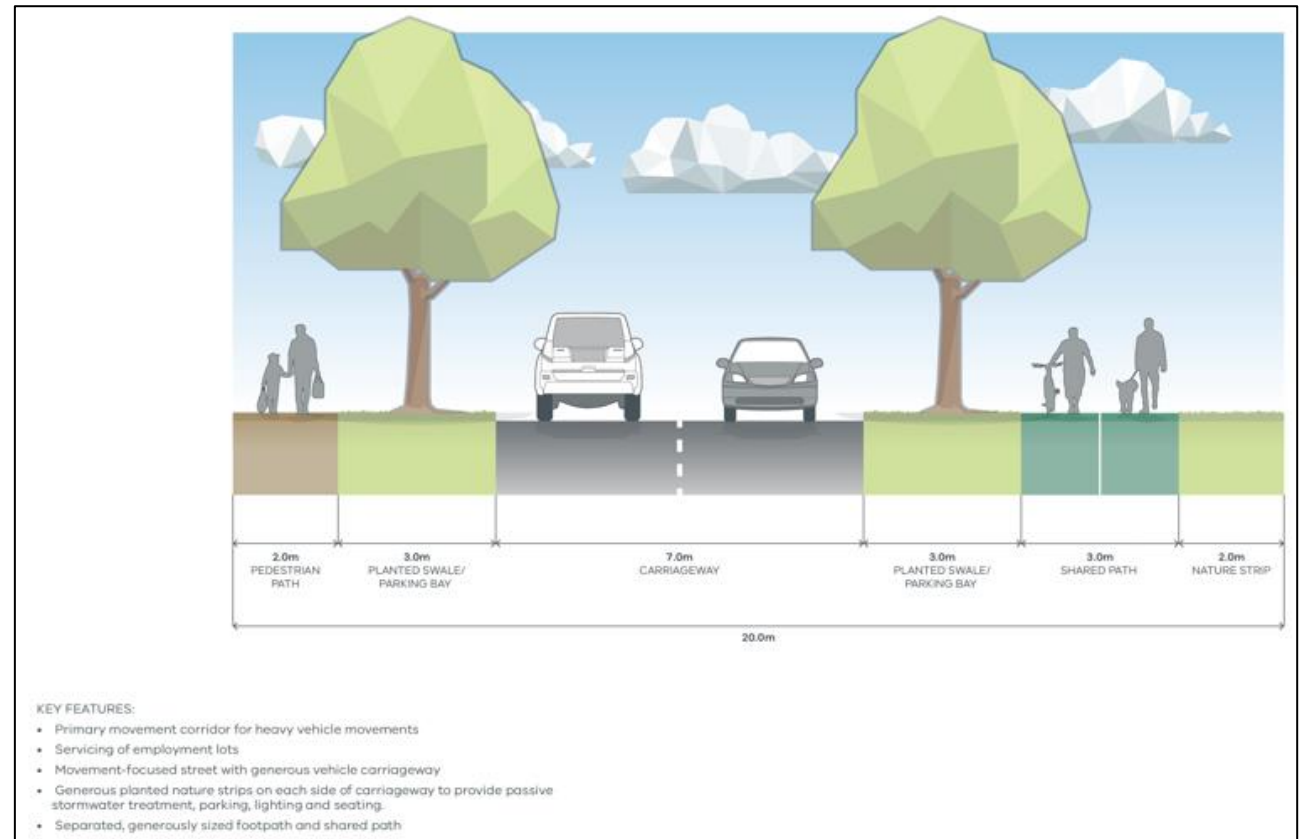 2.0m
PEDESTRIAN
PATH
3.0m
PLANTED SWALE/
PARKING BAY
7.0m
CARRIAGEWAY
3.0m
PLANTED SWALE/
PARKING BAY
3.0m
SHARED PATH
2.0m
NATURE STRIP
20.0m
KEY FEATURES:
• Primary movement corridor for heavy vehicle movements
• Servicing of employment lots
• Movement-focused street with generous vehicle carriageway
• Generous planted nature strips on each side of carriageway to provide passive
stormwater treatment, parking, lighting and seating.
• Separated, generously sized footpath and shared path